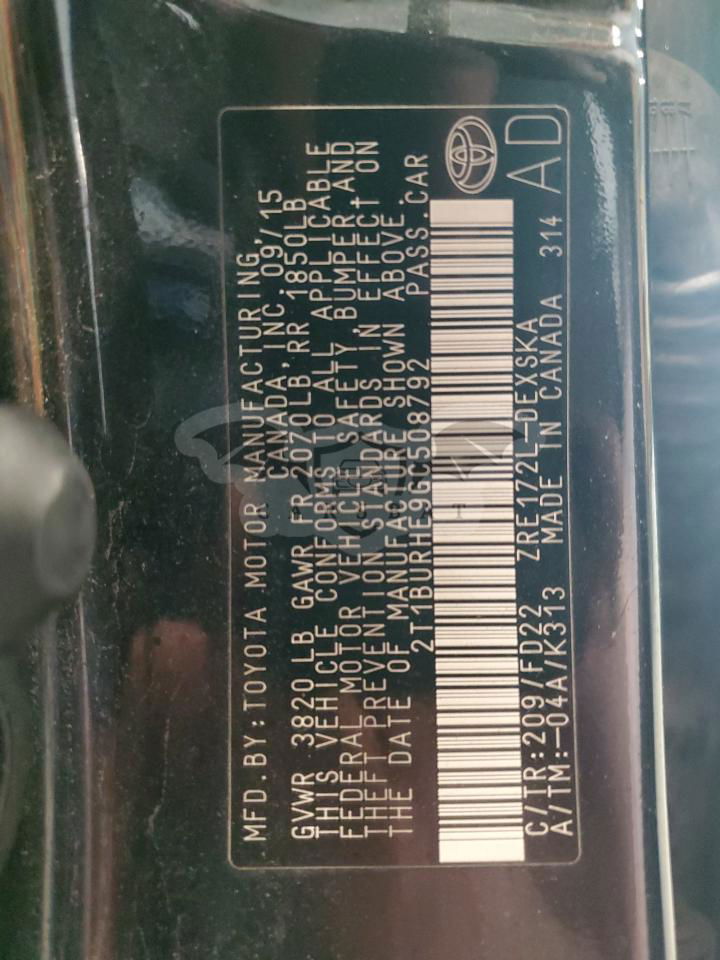 MFD.BY:TOYOTA MOTOR MANUFACTURING,
CANADA,INC. 09/15
GVWR 3820 LB GAWR FR 2070LB,RR 1850LB
THIS VEHICLE CONFORMS TO ALL APPLICABLE
FEDERAL MOTOR VEHICLE SAFETY, BUMPER,AND
THEFT PREVENTION STANDARDS IN EFFECT ON
THE DATE OF MANUFACTURE SHOWN ABOVE.
2T1BURHE9GC508792 PASS.CAR
C/TR:209/FD22 ZRE172L-DEXSKA
A/TM:-04A/K313 MADE IN CANADA 314
AD